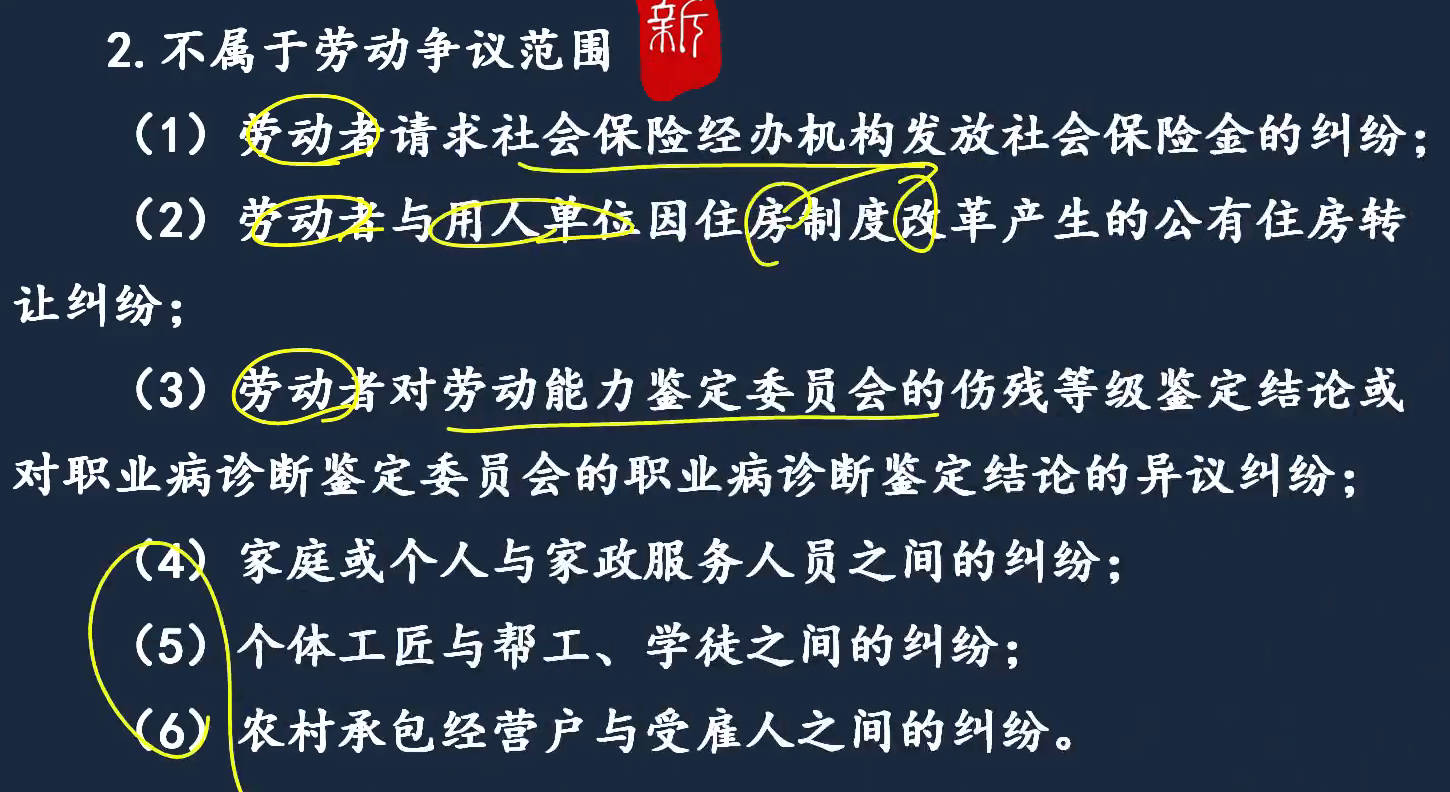 2.不属于劳动争议范围 新
（1）劳动者请求社会保险经办机构发放社会保险金的纠纷；
（2）劳动者与用人单位因住房制度改革产生的公有住房转
让纠纷；
（3）劳动者对劳动能力鉴定委员会的伤残等级鉴定结论或
对职业病诊断鉴定委员会的职业病诊断鉴定结论的异议纠纷；
（4）家庭或个人与家政服务人员之间的纠纷；
（5）个体工匠与帮工、学徒之间的纠纷；
（6）农村承包经营户与受雇人之间的纠纷。